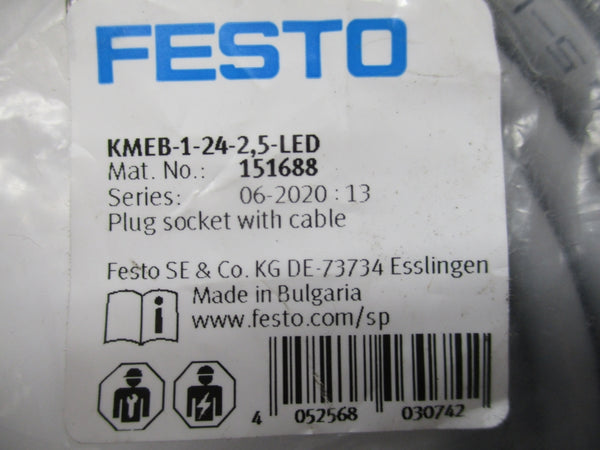 FESTO
KMEB-1-24-2,5-LED
Mat. No.: 151688
Series: 06-2020 : 13
Plug socket with cable
Festo SE & Co. KG DE-73734 Esslingen
i Made in Bulgaria
www.festo.com/sp
4 052568 030742